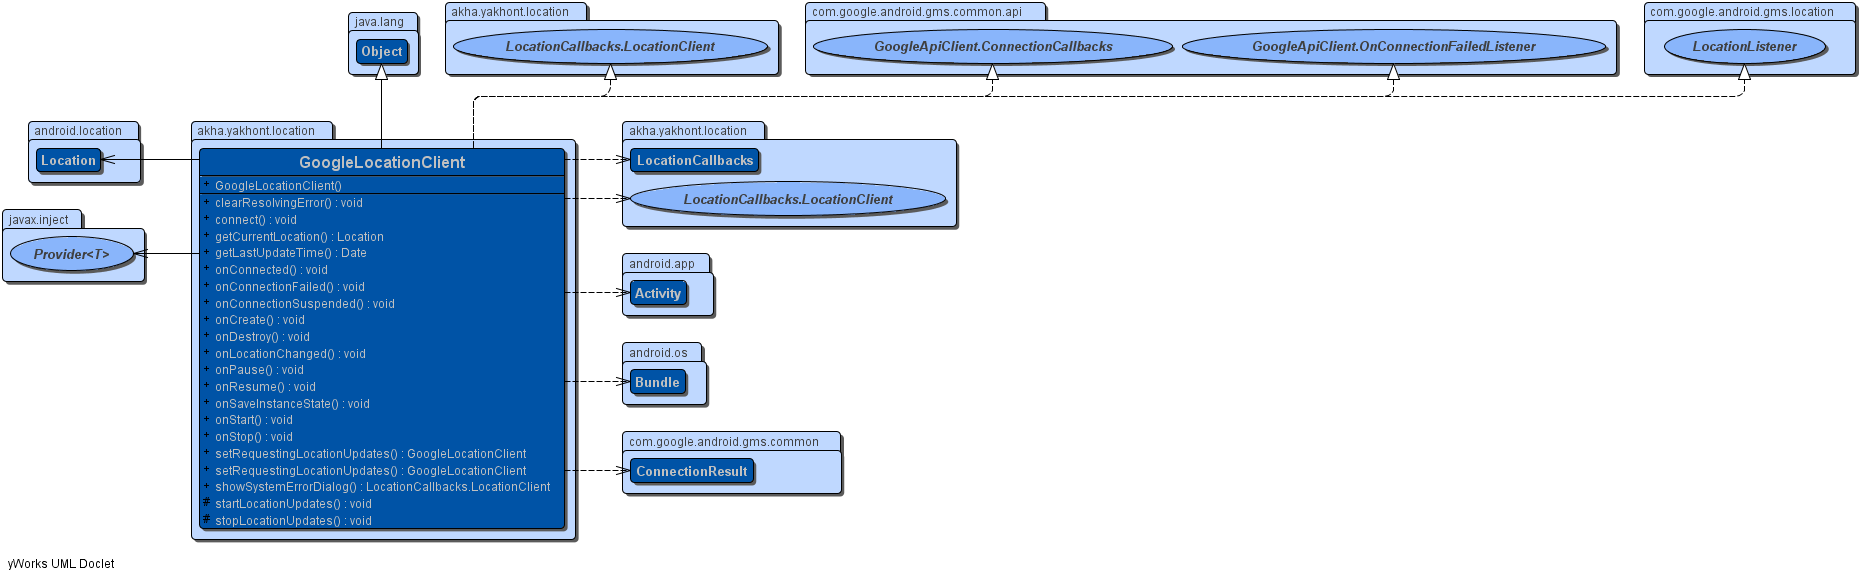 java.lang
Object
akha.yakhont.location
LocationCallbacks.LocationClient
com.google.android.gms.common.api
GoogleApiClient.ConnectionCallbacks
GoogleApiClient.OnConnectionFailedListener
com.google.android.gms.location
LocationListener
android.location
Location
javax.inject
Provider<T>
akha.yakhont.location
GoogleLocationClient
+ GoogleLocationClient()
+ clearResolvingError() : void
+ connect() : void
+ getCurrentLocation() : Location
+ getLastUpdateTime() : Date
+ onConnected() : void
+ onConnectionFailed() : void
+ onConnectionSuspended() : void
+ onCreate() : void
+ onDestroy() : void
+ onLocationChanged() : void
+ onPause() : void
+ onResume() : void
+ onSaveInstanceState() : void
+ onStart() : void
+ onStop() : void
+ setRequestingLocationUpdates() : GoogleLocationClient
+ setRequestingLocationUpdates() : GoogleLocationClient
+ showSystemErrorDialog() : LocationCallbacks.LocationClient
# startLocationUpdates() : void
# stopLocationUpdates() : void
akha.yakhont.location
LocationCallbacks
LocationCallbacks.LocationClient
android.app
Activity
android.os
Bundle
com.google.android.gms.common
ConnectionResult
yWorks UML Doclet